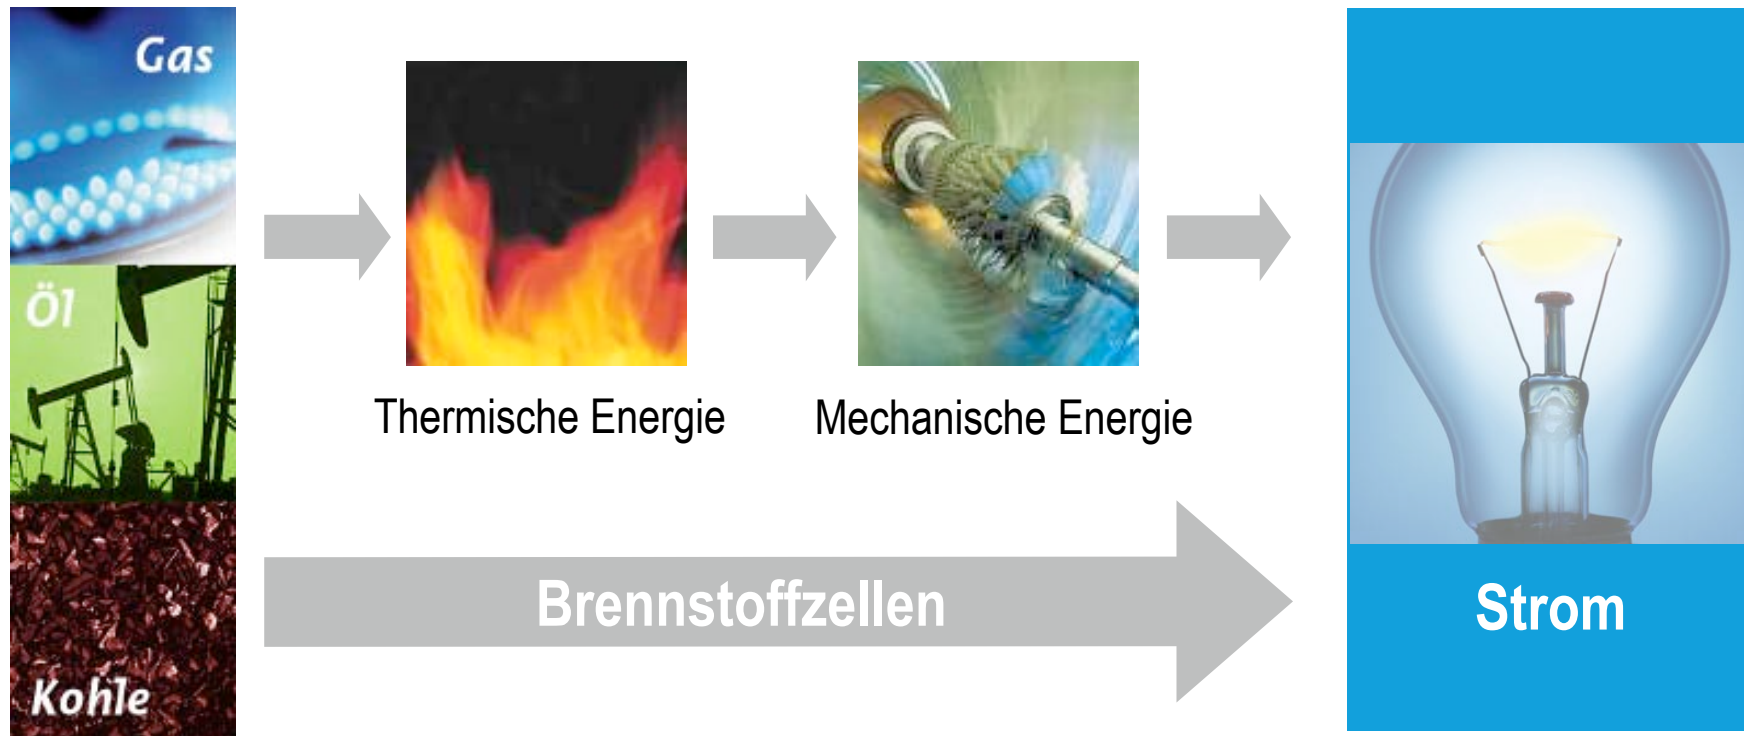 Gas
Öl
Kohle
Thermische Energie
Mechanische Energie
Brennstoffzellen
Strom